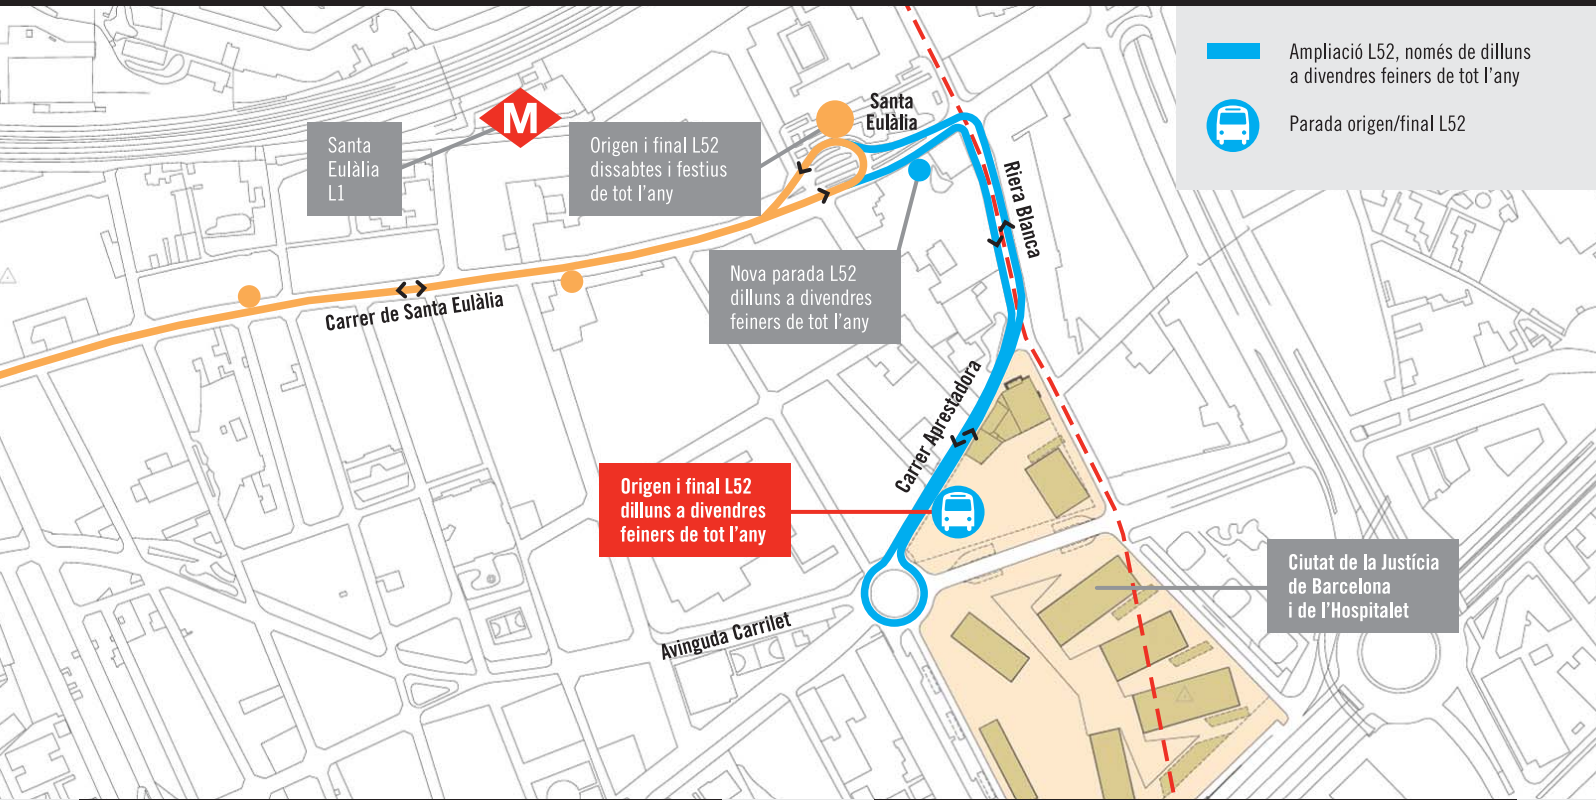 Ampliació L52, només de dilluns
a divendres feiners de tot l'any
Parada origen/final L52
Santa
Eulàlia
L1
M
Origen i final L52
dissabtes i festius
de tot l'any
Santa
Eulàlia
Riera Blanca
Nova parada L52
dilluns a divendres
feiners de tot l'any
Carrer de Santa Eulàlia
Carrer Aprestadora
Origen i final L52
dilluns a divendres
feiners de tot l'any
Ciutat de la Justícia
de Barcelona
i de l'Hospitalet
Avinguda Carrilet